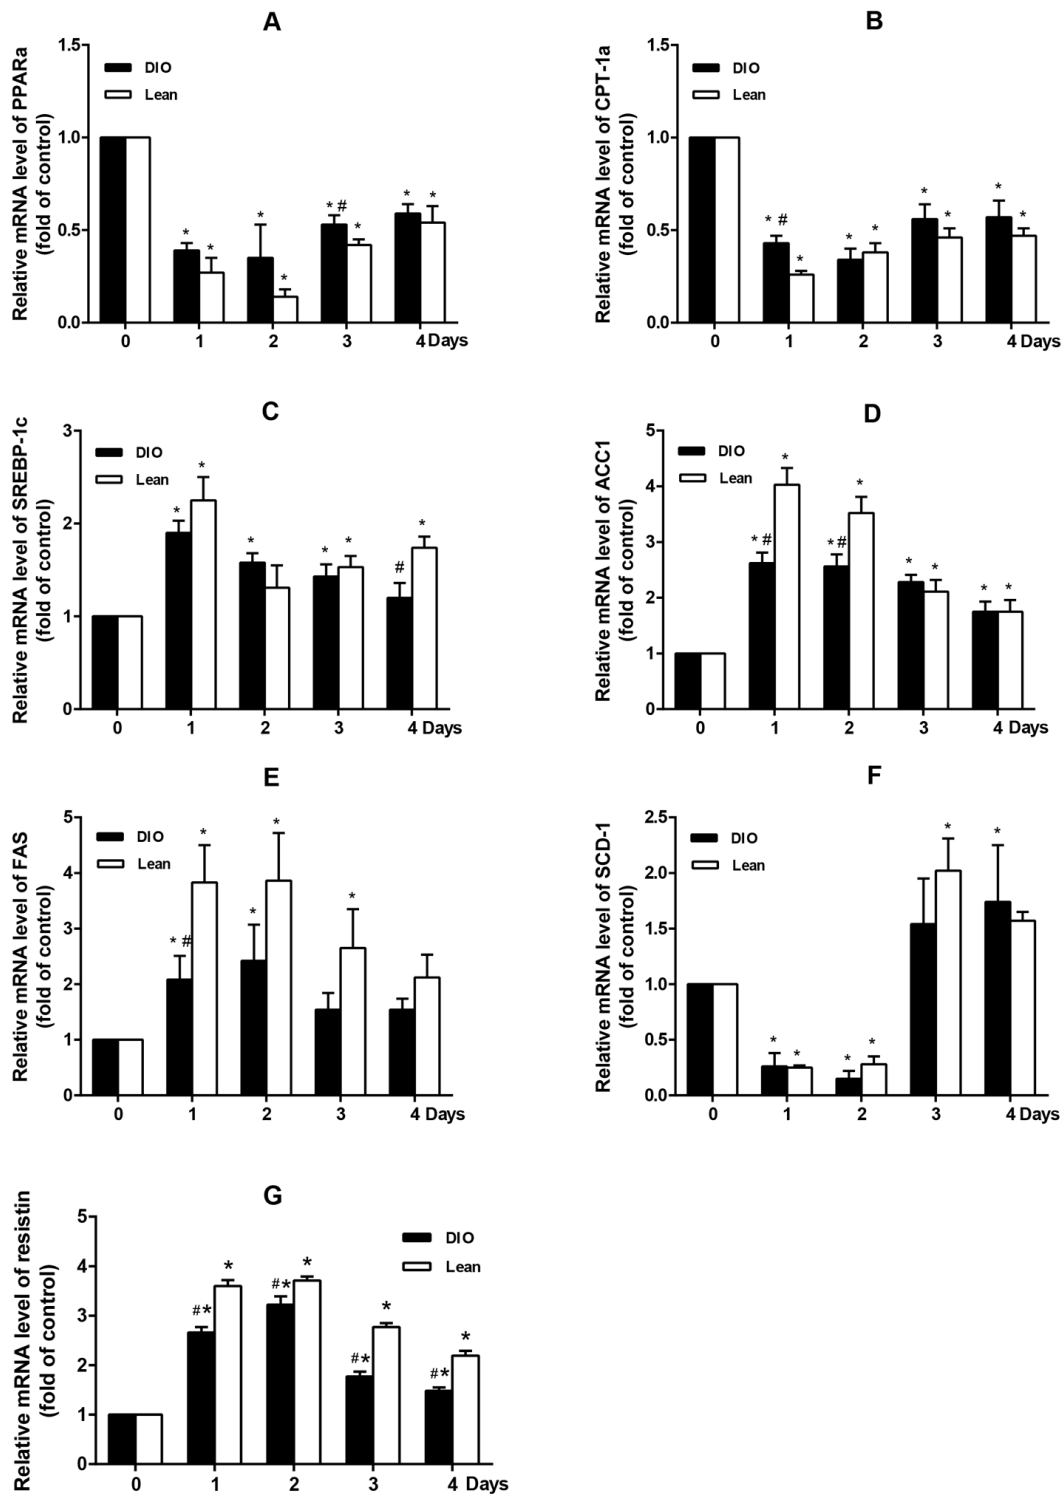 A
Relative mRNA level of PPARa
(fold of control)
1.5
1.0
0.5
0.0
DIO
Lean
* * * * * # * * *
0 1 2 3 4 Days
B
Relative mRNA level of CPT-1a
(fold of control)
1.5
1.0
0.5
0.0
DIO
Lean
* # * * * * * * *
0 1 2 3 4 Days
C
Relative mRNA level of SREBP-1c
(fold of control)
3
2
1
0
DIO
Lean
* * * * * # *
0 1 2 3 4 Days
D
Relative mRNA level of ACC1
(fold of control)
5
4
3
2
1
0
DIO
Lean
* # * * # * * * * *
0 1 2 3 4 Days
E
Relative mRNA level of FAS
(fold of control)
5
4
3
2
1
0
DIO
Lean
* # * * * *
0 1 2 3 4 Days
F
Relative mRNA level of SCD-1
(fold of control)
2.5
2.0
1.5
1.0
0.5
0.0
DIO
Lean
* * * * * *
0 1 2 3 4 Days
G
Relative mRNA level of resistin
(fold of control)
5
4
3
2
1
0
DIO
Lean
#* * #* * #* * #* *
0 1 2 3 4 Days